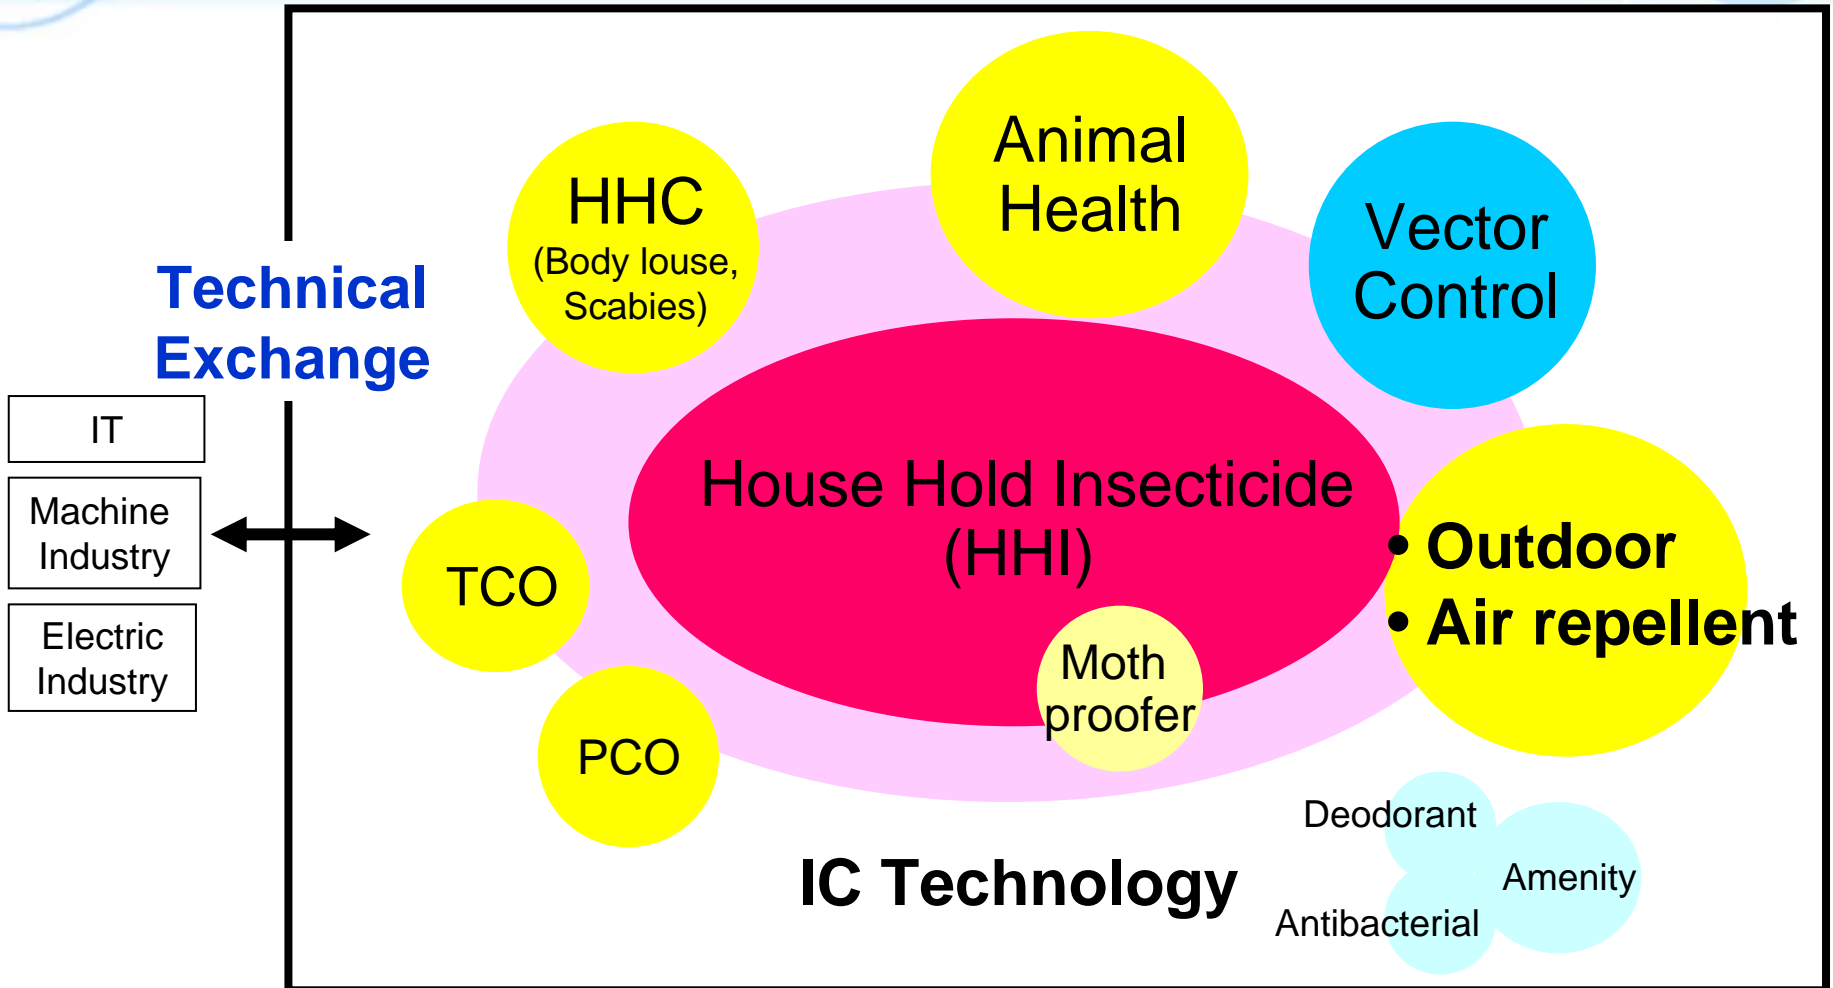 Technical
Exchange
IT
Machine
Industry
Electric
Industry
HHC
(Body louse,
Scabies)
Animal
Health
Vector
Control
House Hold Insecticide
(HHI)
• Outdoor
• Air repellent
TCO
PCO
Moth
proofer
IC Technology
Deodorant
Amenity
Antibacterial